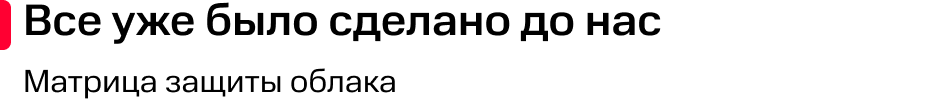 Все уже было сделано до нас
Матрица защиты облака